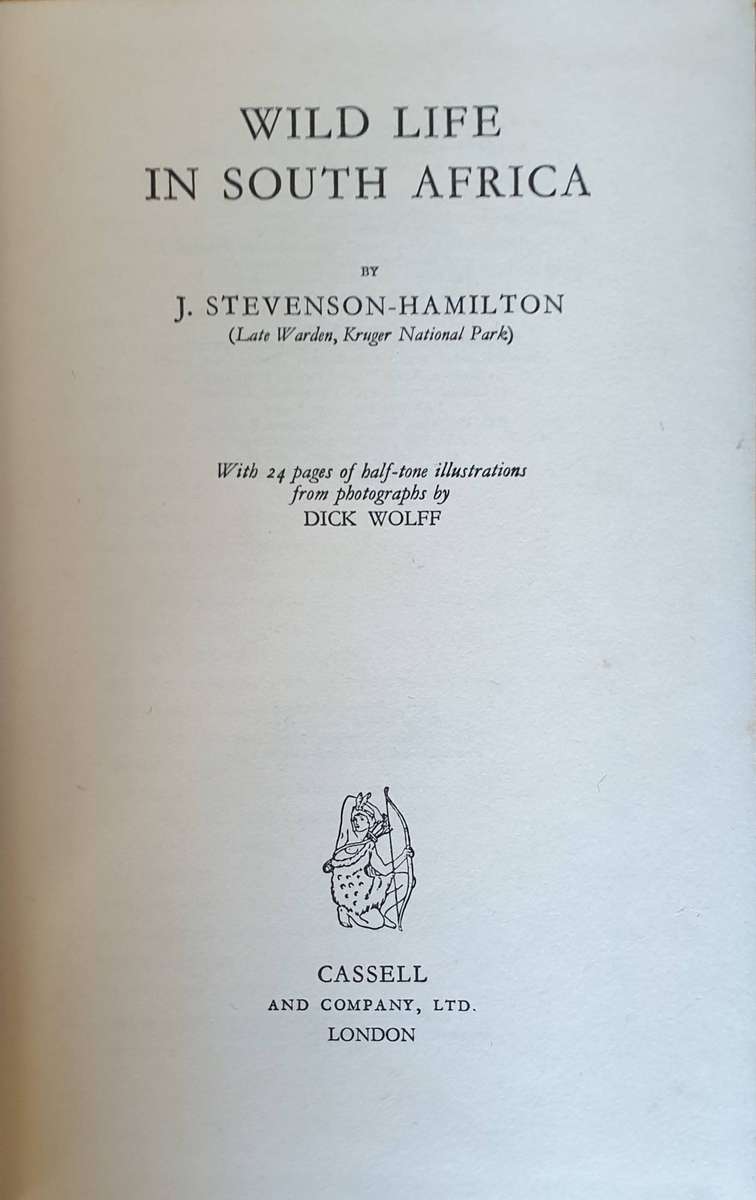 WILD LIFE
IN SOUTH AFRICA
BY
J. STEVENSON-HAMILTON
(Late Warden, Kruger National Park)
With 24 pages of half-tone illustrations
from photographs by
DICK WOLFF
CASSELL
AND COMPANY, LTD.
LONDON